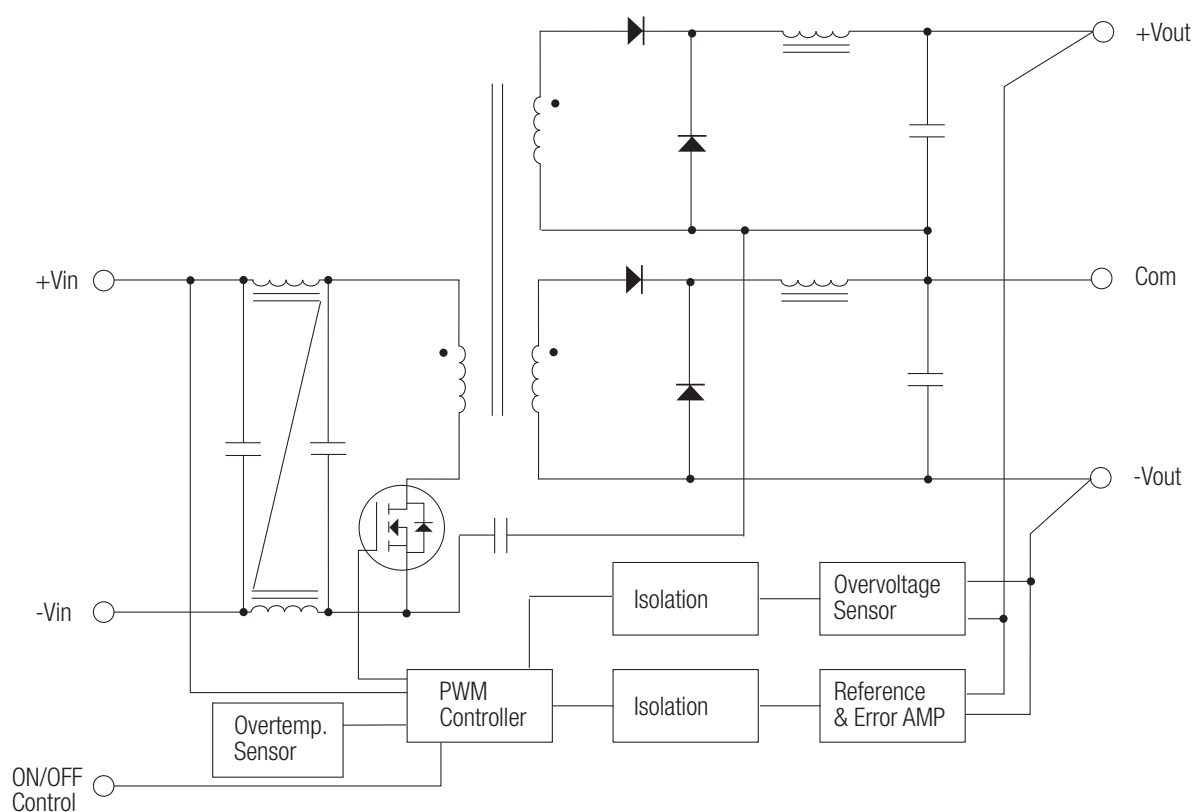 +Vout
+Vin
Com
-Vout
-Vin
Isolation
Overvoltage
Sensor
PWM
Controller
Isolation
Reference
& Error AMP
Overtemp.
Sensor
ON/OFF
Control